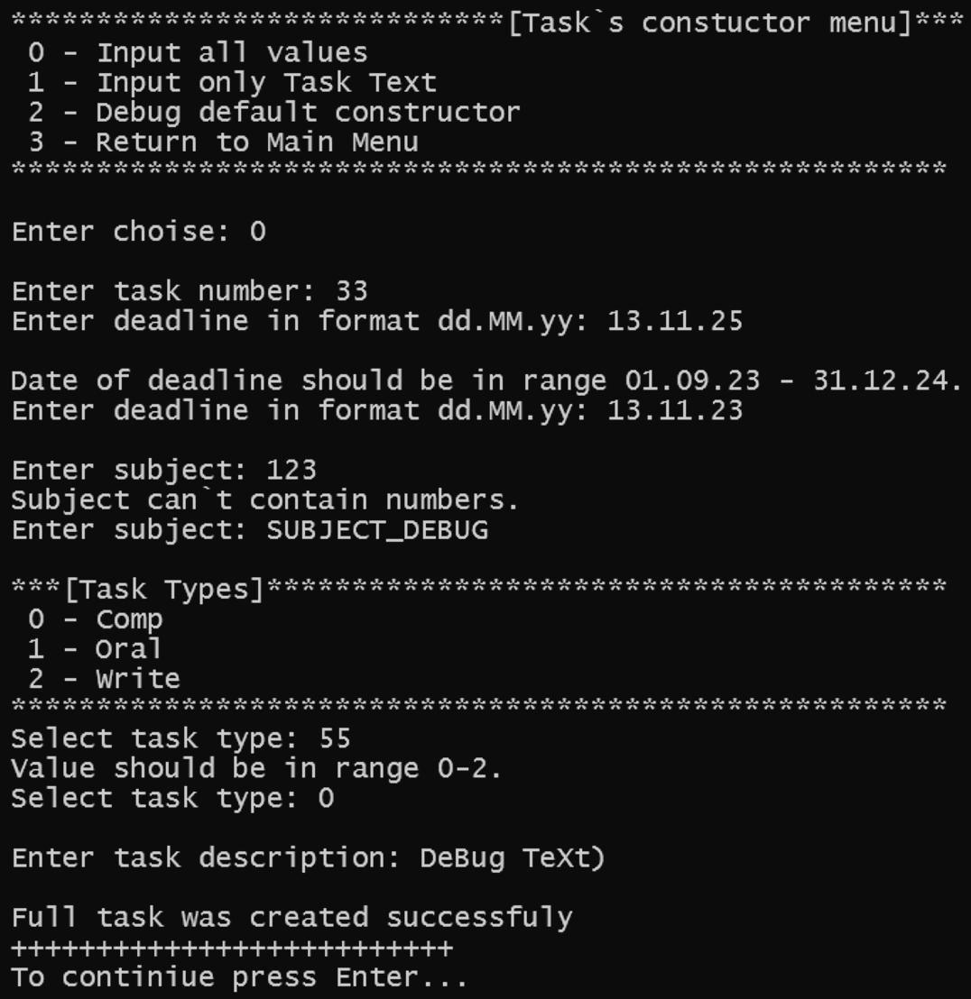 *****************************[Task`s constuctor menu]***
0 - Input all values
1 - Input only Task Text
2 - Debug default constructor
3 - Return to Main Menu
*******************************************************
Enter choise: 0
Enter task number: 33
Enter deadline in format dd.MM.yy: 13.11.25
Date of deadline should be in range 01.09.23 - 31.12.24.
Enter deadline in format dd.MM.yy: 13.11.23
Enter subject: 123
Subject can`t contain numbers.
Enter subject: SUBJECT_DEBUG
***[Task Types]****************************************
0 - Comp
1 - Oral
2 - Write
*******************************************************
Select task type: 55
Value should be in range 0-2.
Select task type: 0
Enter task description: DeBug TeXt)
Full task was created successfuly
++++++++++++++++++++++++++
To continiue press Enter...